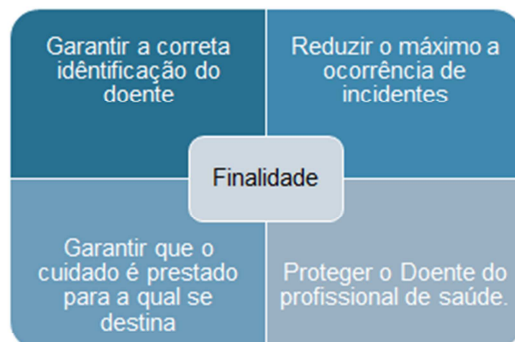 Garantir a correta
idêntificação do
doente
Reduzir o máximo a
ocorrência de
incidentes
Finalidade
Garantir que o
cuidado é prestado
para a qual se
destina
Proteger o Doente do
profissional de saúde.